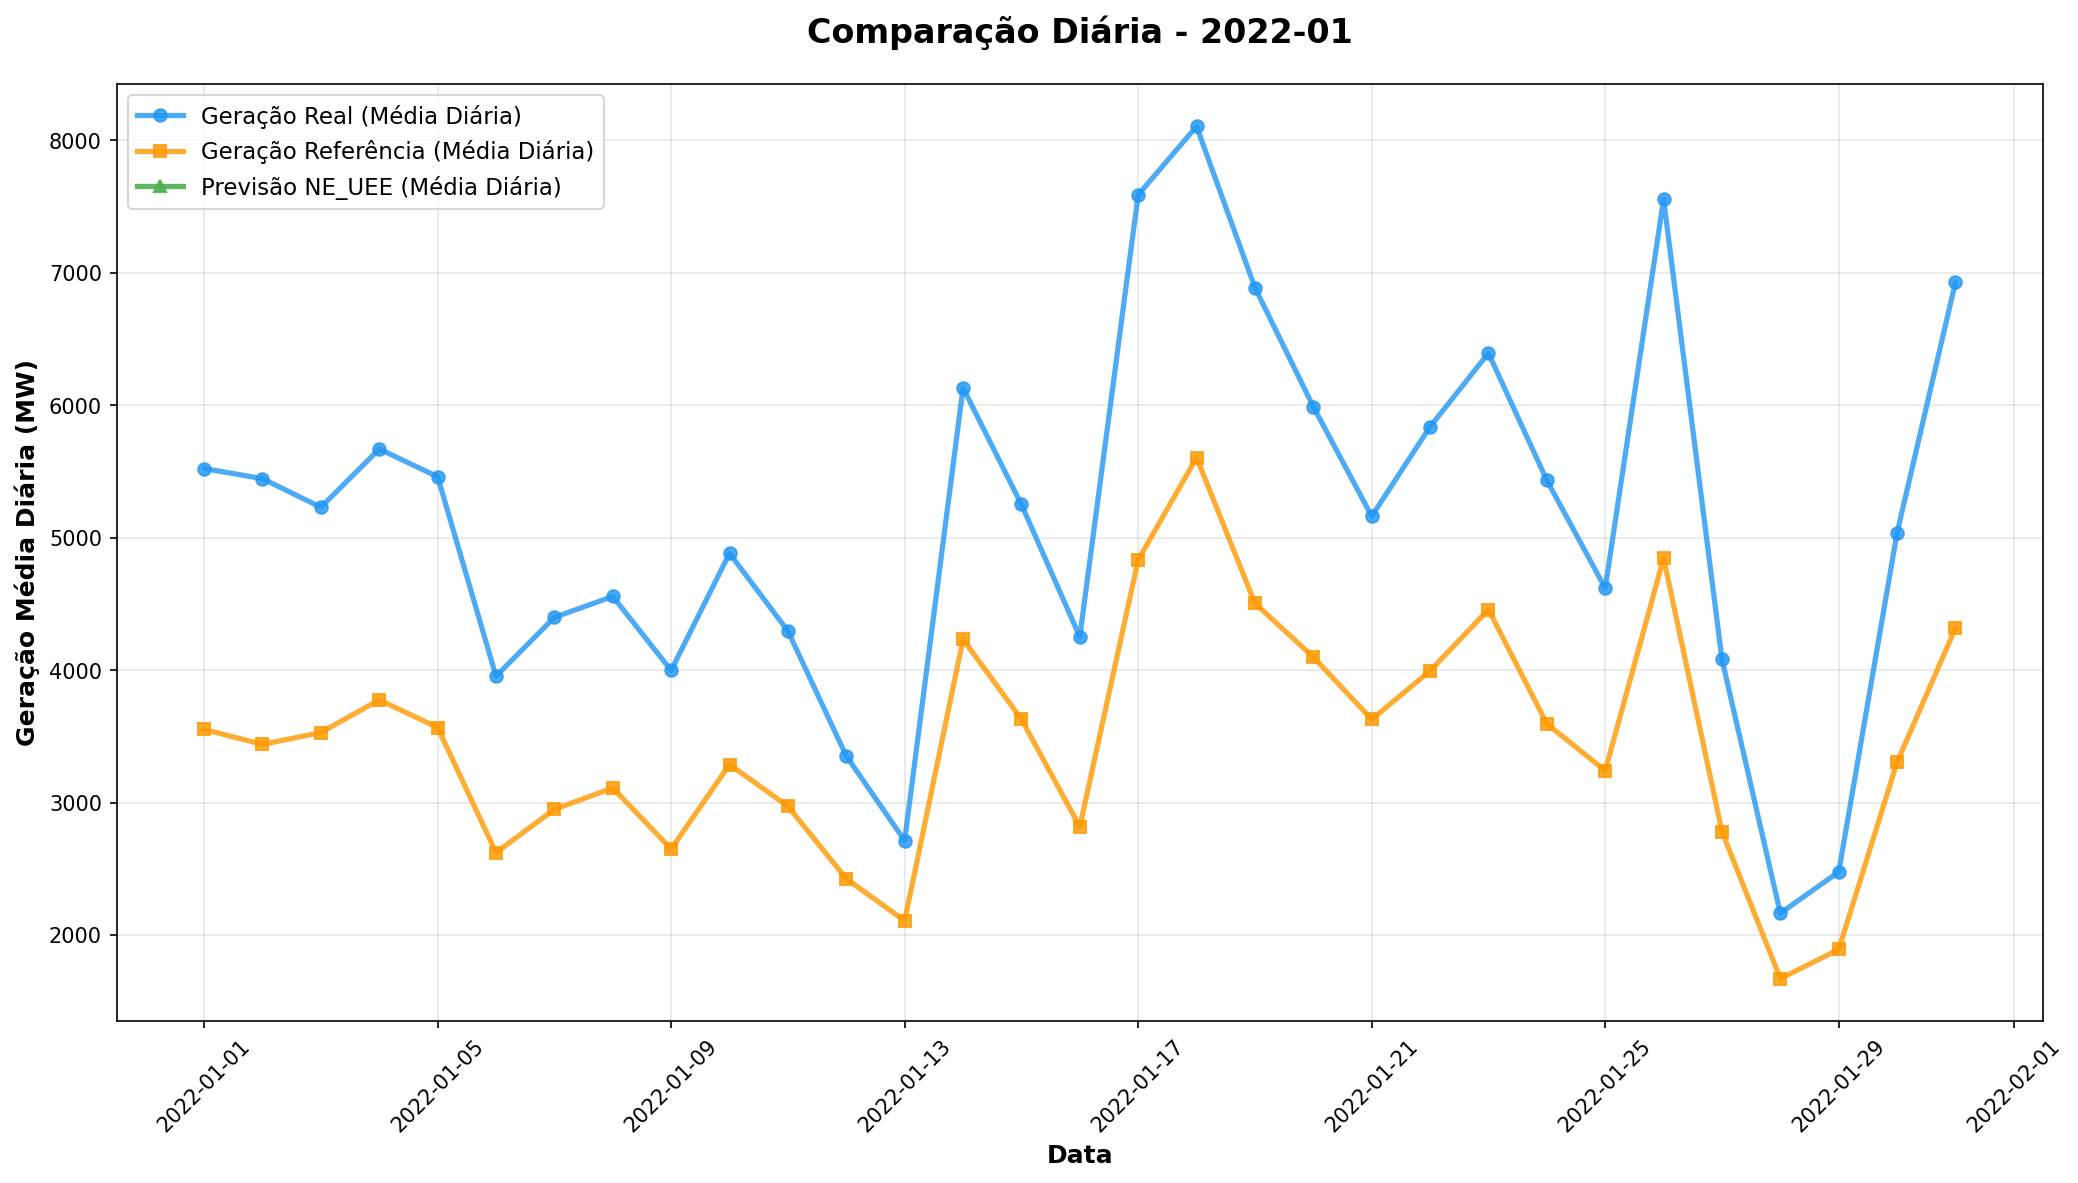 Comparação Diária - 2022-01
Geração Real (Média Diária)
Geração Referência (Média Diária)
Previsão NE_UEE (Média Diária)
Geração Média Diária (MW)
8000
7000
6000
5000
4000
3000
2000
2022-01-01
2022-01-05
2022-01-09
2022-01-13
2022-01-17
2022-01-21
2022-01-25
2022-01-29
2022-02-01
Data